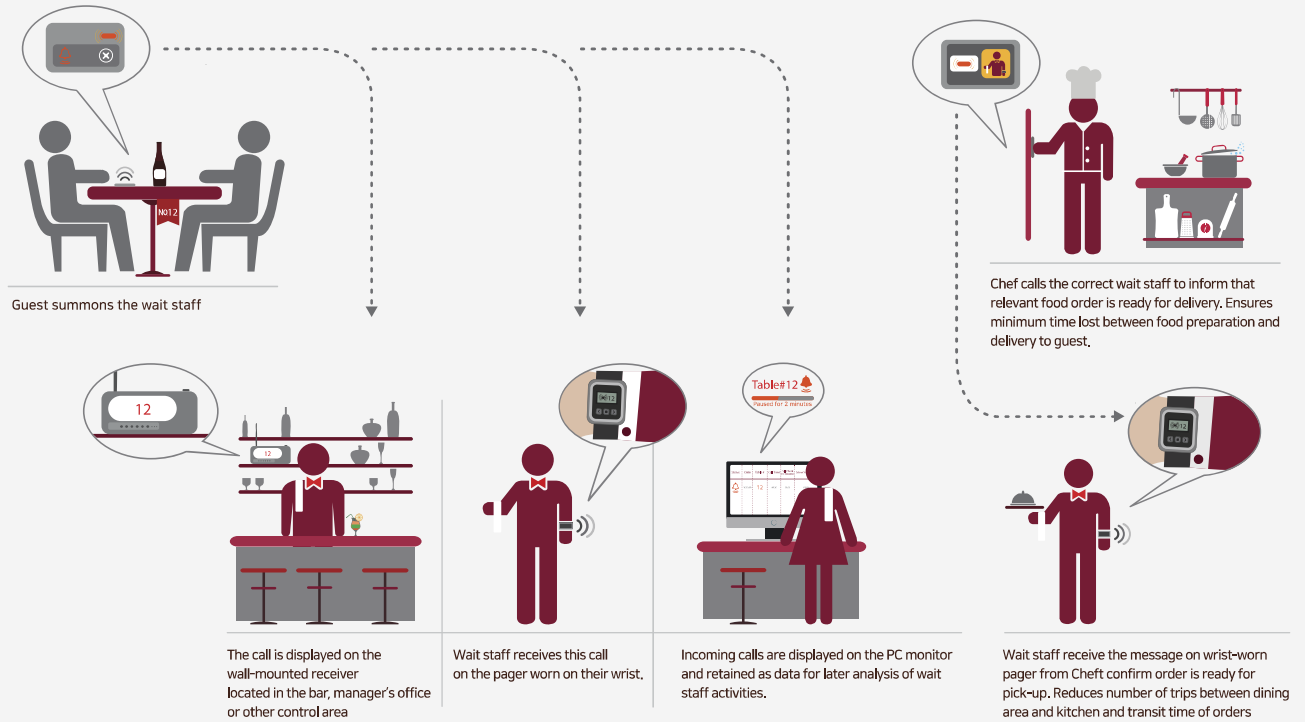 N012
Guest summons the wait staff
Chef calls the correct wait staff to inform that
relevant food order is ready for delivery. Ensures
minimum time lost between food preparation and
delivery to guest.
12
12
12
Table#12
Paused for 2 minutes
12
12
The call is displayed on the
wall-mounted receiver
located in the bar, manager's office
or other control area
Wait staff receives this call
on the pager worn on their wrist.
Incoming calls are displayed on the PC monitor
and retained as data for later analysis of wait
staff activities.
Wait staff receive the message on wrist-worn
pager from Cheft confirm order is ready for
pick-up. Reduces number of trips between dining
area and kitchen and transit time of orders